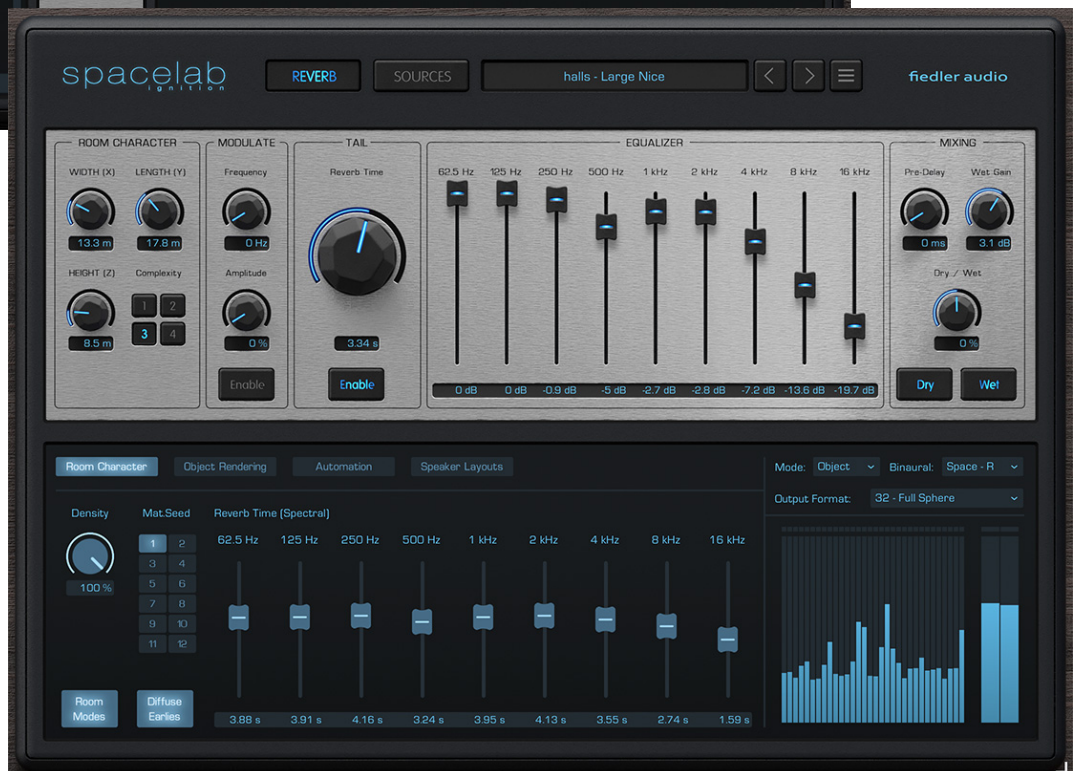 spacelab
ignition
REVERB
SOURCES
halls - Large Nice
fiedler audio
ROOM CHARACTER
MODULATE
TAIL
EQUALIZER
MIXING
WIDTH (X) LENGTH (Y)
Frequency
Reverb Time
62.5 Hz 125 Hz 250 Hz 500 Hz 1 kHz 2 kHz 4 kHz 8 kHz 16 kHz
Pre-Delay Wet Gain
13.3 m 17.8 m
0 Hz
0 ms 3.1 dB
HEIGHT (Z) Complexity
Amplitude
Dry / Wet
1 2
3 4
8.5 m
0 %
3.34 s
0 %
Enable
Enable
0 dB 0 dB -0.9 dB -5 dB -2.7 dB -2.8 dB -7.2 dB -13.6 dB -19.7 dB
Dry
Wet
Room Character
Object Rendering
Automation
Speaker Layouts
Mode: Object
Binaural: Space - R
Output Format: 32 - Full Sphere
Density
Mat.Seed
Reverb Time (Spectral)
62.5 Hz 125 Hz 250 Hz 500 Hz 1 kHz 2 kHz 4 kHz 8 kHz 16 kHz
1 2
3 4
5 6
7 8
9 10
11 12
100 %
Room
Modes
Diffuse
Earlies
3.88 s 3.91 s 4.16 s 3.24 s 3.95 s 4.13 s 3.55 s 2.74 s 1.59 s